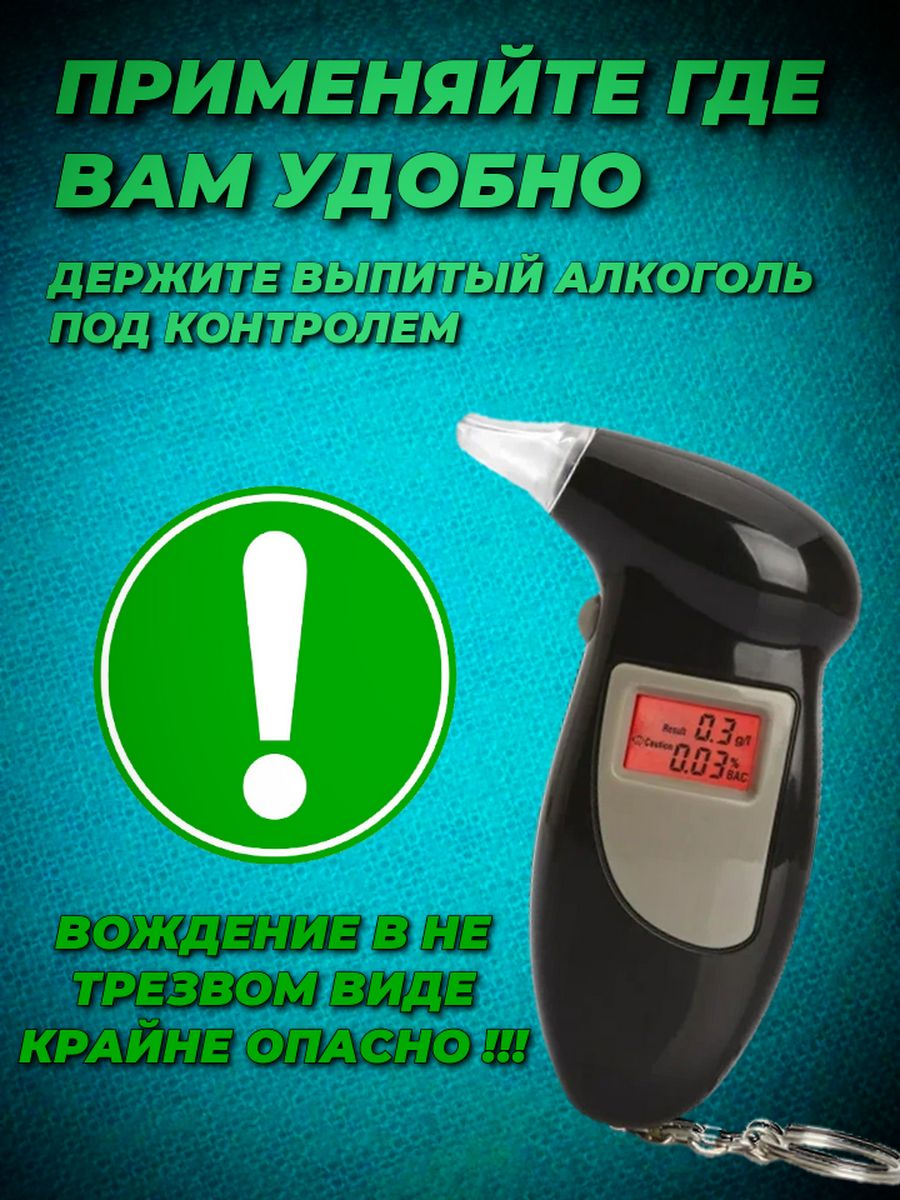 ПРИМЕНЯЙТЕ ГДЕ
ВАМ УДОБНО
ДЕРЖИТЕ ВЫПИТЫЙ АЛКОГОЛЬ
ПОД КОНТРОЛЕМ
!
Result 0.3 g/l
Caution 0.03 % BAC
ВОЖДЕНИЕ В НЕ
ТРЕЗВОМ ВИДЕ
КРАЙНЕ ОПАСНО !!!